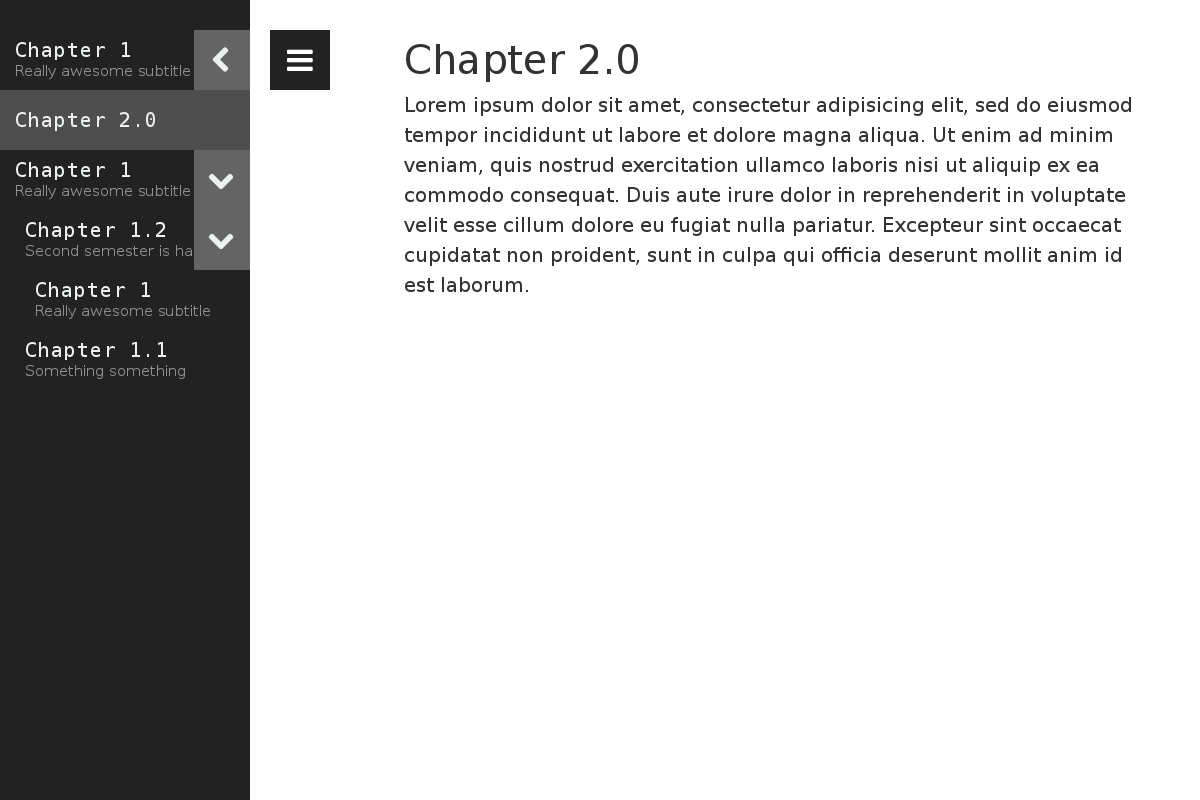 Chapter 1
Really awesome subtitle
Chapter 2.0
Chapter 1
Really awesome subtitle
Chapter 1.2
Second semester is ha
Chapter 1
Really awesome subtitle
Chapter 1.1
Something something
Chapter 2.0
Lorem ipsum dolor sit amet, consectetur adipisicing elit, sed do eiusmod
tempor incididunt ut labore et dolore magna aliqua. Ut enim ad minim
veniam, quis nostrud exercitation ullamco laboris nisi ut aliquip ex ea
commodo consequat. Duis aute irure dolor in reprehenderit in voluptate
velit esse cillum dolore eu fugiat nulla pariatur. Excepteur sint occaecat
cupidatat non proident, sunt in culpa qui officia deserunt mollit anim id
est laborum.